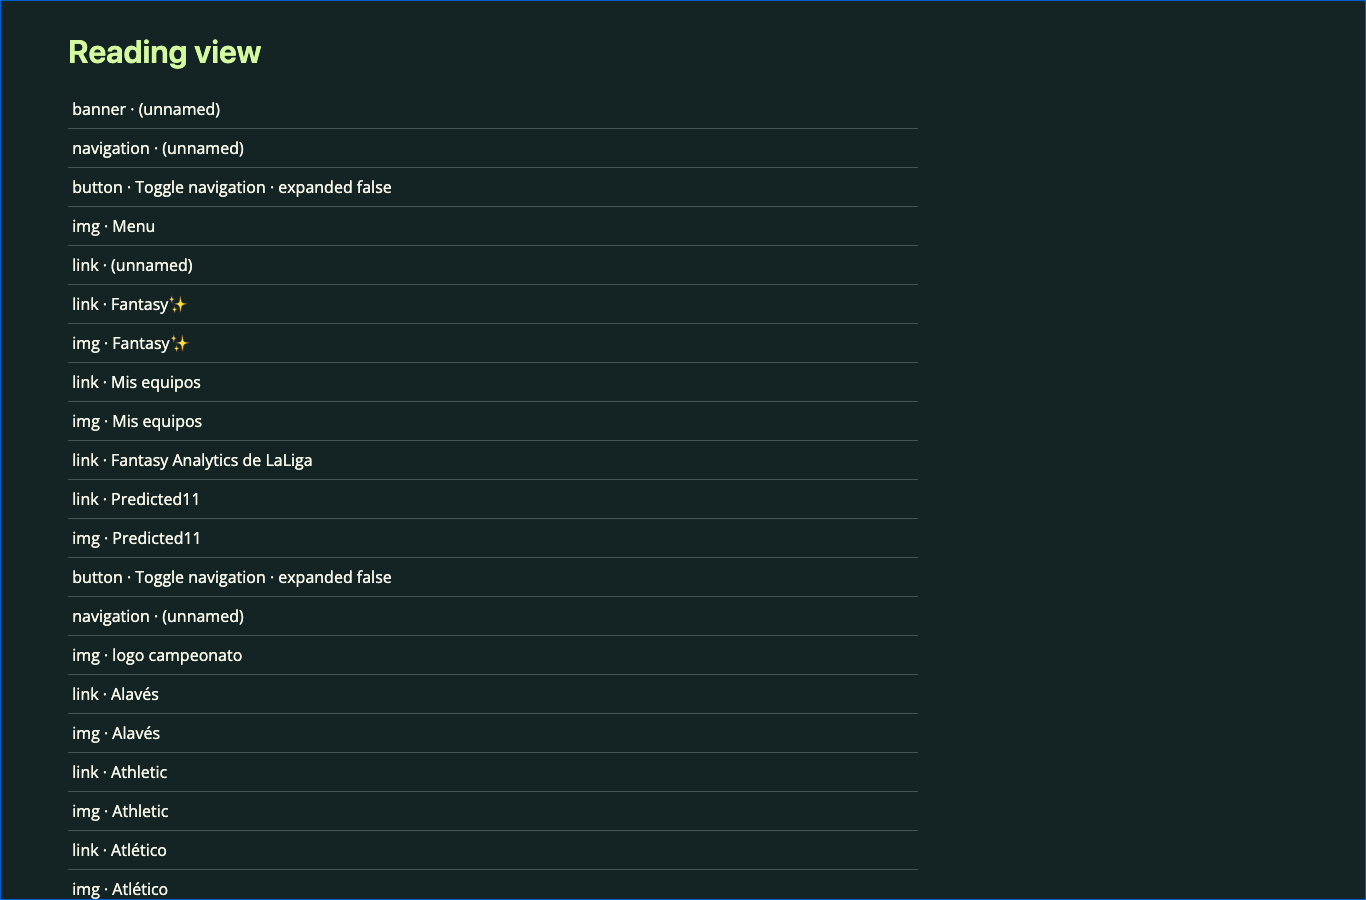 Reading view
banner · (unnamed)
navigation · (unnamed)
button · Toggle navigation · expanded false
img · Menu
link · (unnamed)
link · Fantasy✨
img · Fantasy✨
link · Mis equipos
img · Mis equipos
link · Fantasy Analytics de LaLiga
link · Predicted11
img · Predicted11
button · Toggle navigation · expanded false
navigation · (unnamed)
img · logo campeonato
link · Alavés
img · Alavés
link · Athletic
img · Athletic
link · Atlético
img · Atlético